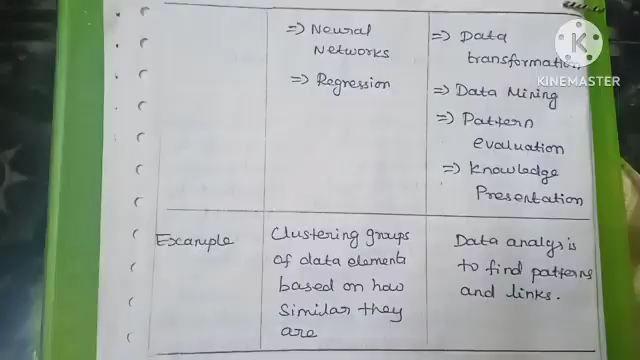 ⇒ Neural
Networks
⇒ Regression
⇒ Data
transformation
⇒ Data Mining
⇒ Pattern
evaluation
⇒ Knowledge
Presentation
Example
Clustering groups
of data elements
based on how
similar they
are
Data analysis
to find patterns
and links.
KINEMASTER